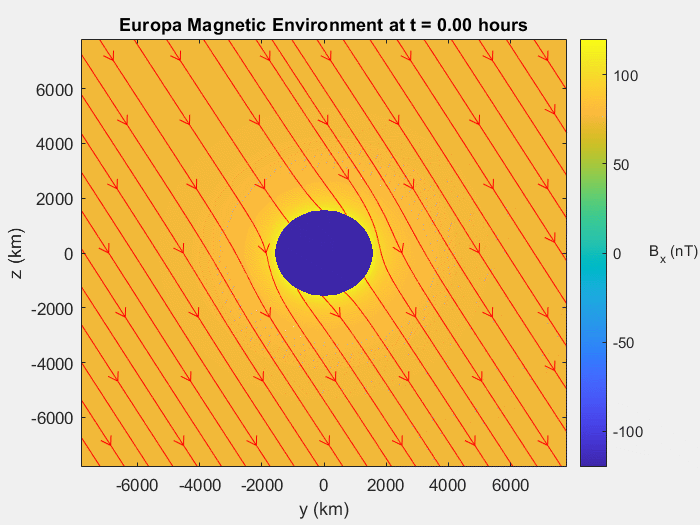 Europa Magnetic Environment at t = 0.00 hours
6000
4000
2000
0
-2000
-4000
-6000
z (km)
-6000 -4000 -2000 0 2000 4000 6000
y (km)
100
50
0
-50
-100
Bx (nT)